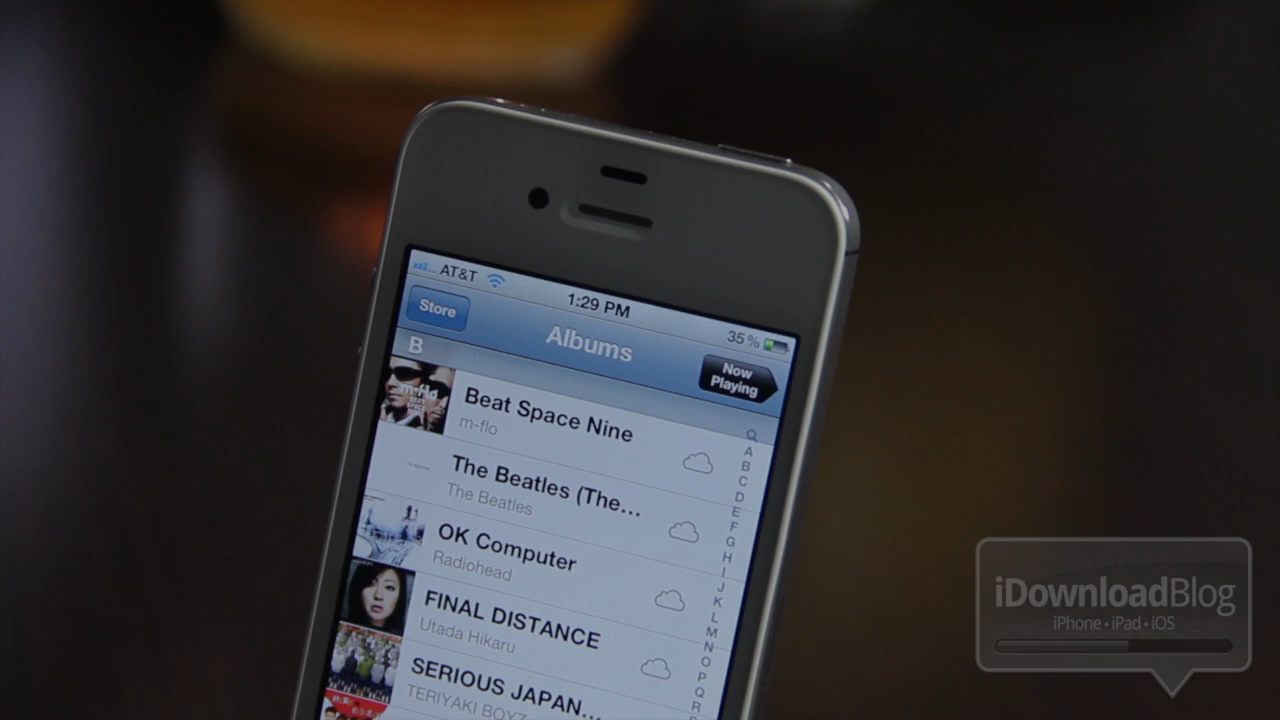 AT&T
1:29 PM
35%
Store
Albums
Now
Playing
B
m-flo
Beat Space Nine
m-flo
The Beatles (The...
The Beatles
OK Computer
Radiohead
FINAL DISTANCE
Utada Hikaru
SERIOUS JAPAN...
TERIYAKI BOYZ
A
B
C
D
E
F
G
H
I
J
K
L
M
N
O
P
Q
R
iDownloadBlog
iPhone • iPad • iOS